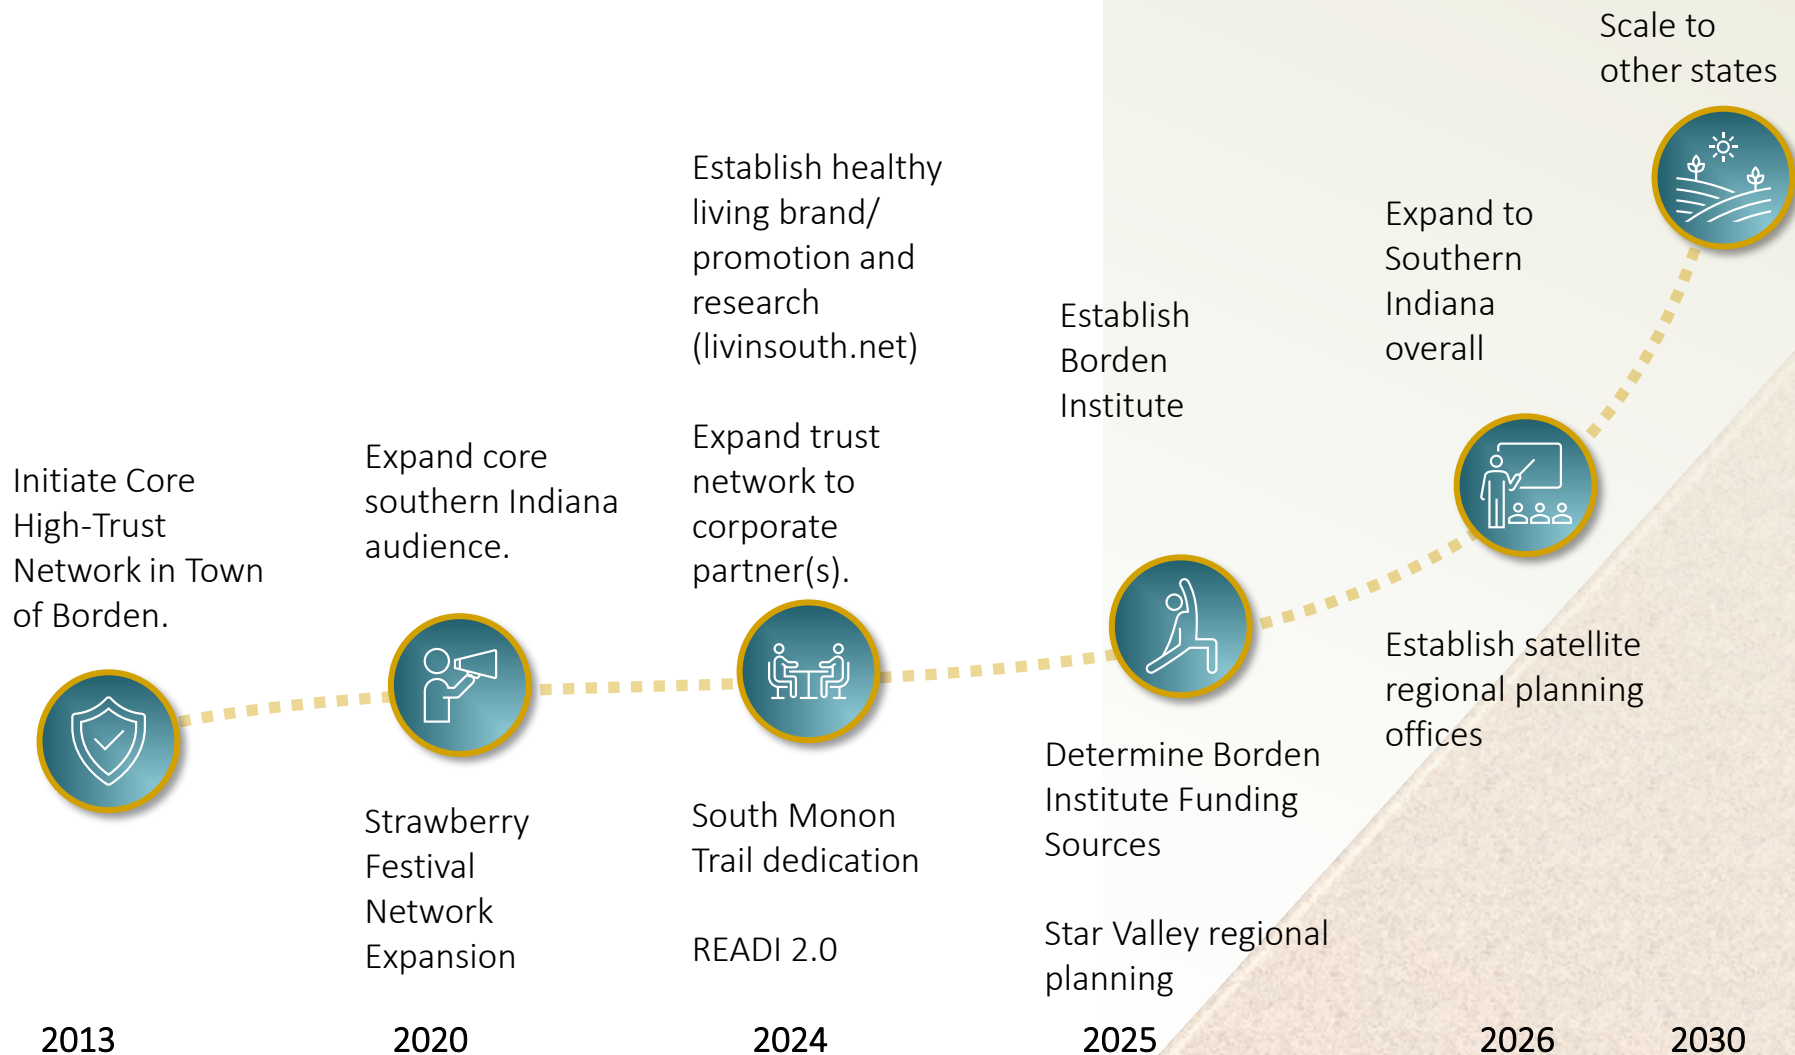 Initiate Core
High-Trust
Network in Town
of Borden.
Expand core
southern Indiana
audience.
Strawberry
Festival
Network
Expansion
Establish healthy
living brand/
promotion and
research
(livinsouth.net)
Expand trust
network to
corporate
partner(s).
South Monon
Trail dedication
READI 2.0
Establish
Borden
Institute
Determine Borden
Institute Funding
Sources
Star Valley regional
planning
Expand to
Southern
Indiana
overall
Establish satellite
regional planning
offices
Scale to
other states
2013
2020
2024
2025
2026
2030